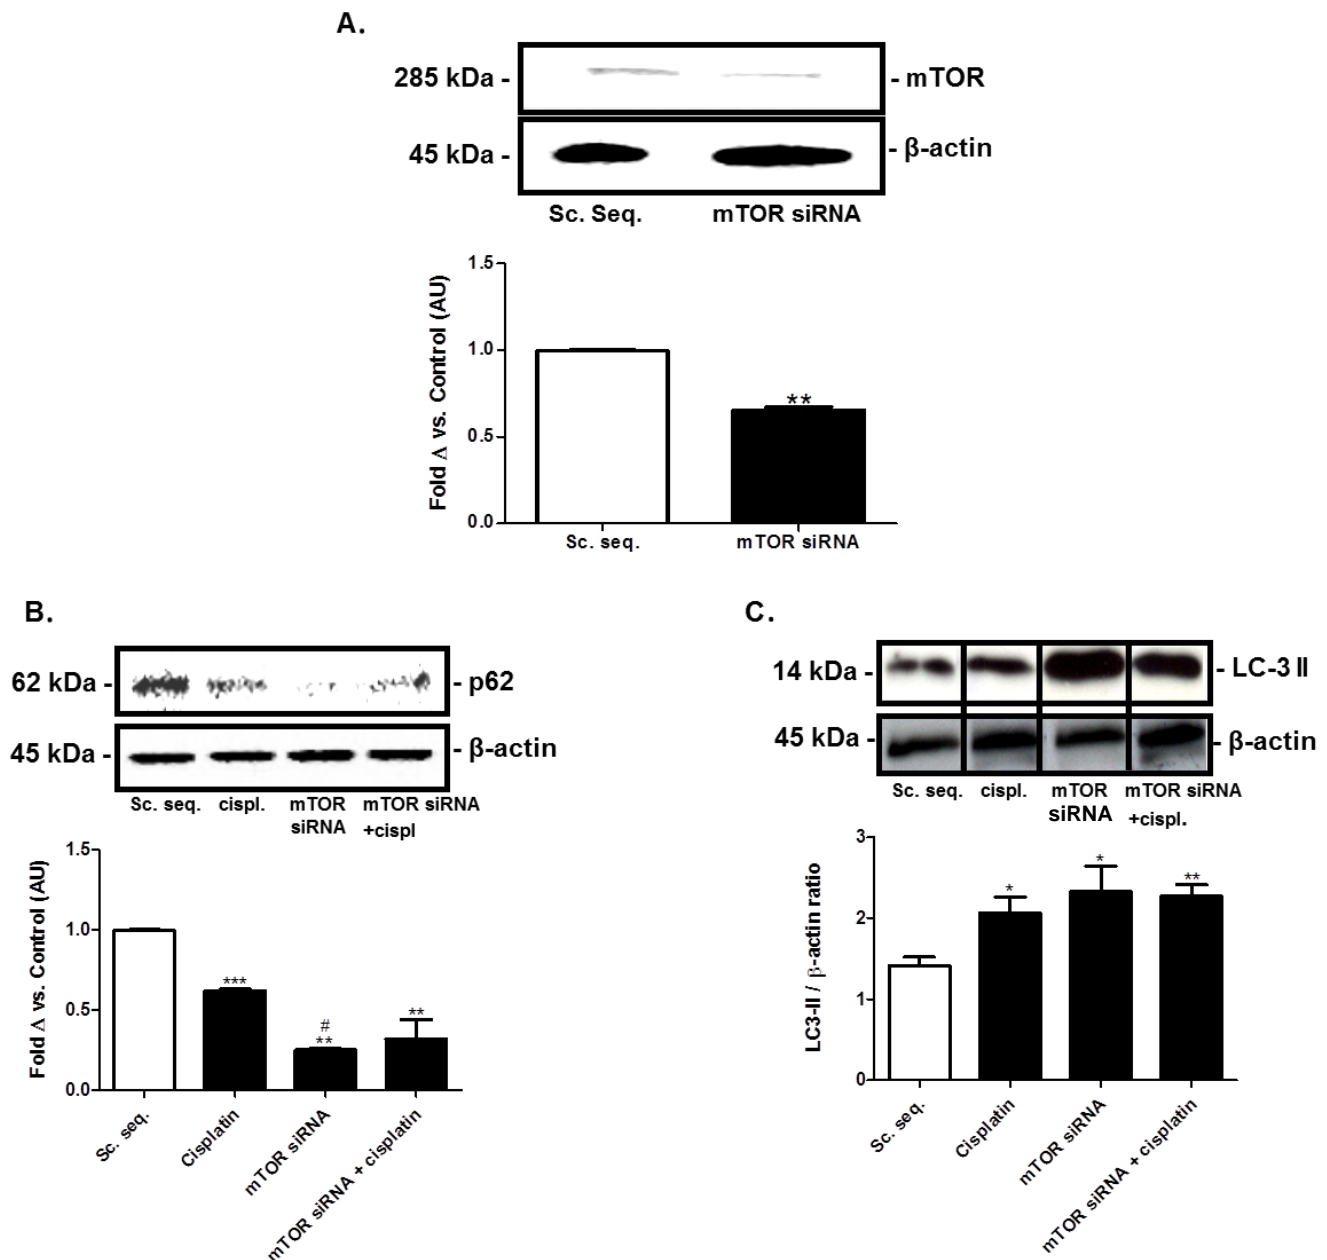 A.
285 kDa -
- mTOR
45 kDa -
- β-actin
Sc. Seq.
mTOR siRNA
Fold Δ vs. Control (AU)
1.5
1.0
0.5
0.0
**
Sc. seq.
mTOR siRNA
B.
62 kDa -
- p62
45 kDa -
- β-actin
Sc. seq.
cispl.
mTOR
siRNA
mTOR siRNA
+cispl
Fold Δ vs. Control (AU)
1.5
1.0
0.5
0.0
***
#
**
**
Sc. seq.
Cisplatin
mTOR siRNA
mTOR siRNA + cisplatin
C.
14 kDa -
- LC-3 II
45 kDa -
- β-actin
Sc. seq.
cispl.
mTOR
siRNA
mTOR siRNA
+cispl.
LC3-II / β-actin ratio
3
2
1
0
*
*
**
Sc. seq.
Cisplatin
mTOR siRNA
mTOR siRNA + cisplatin